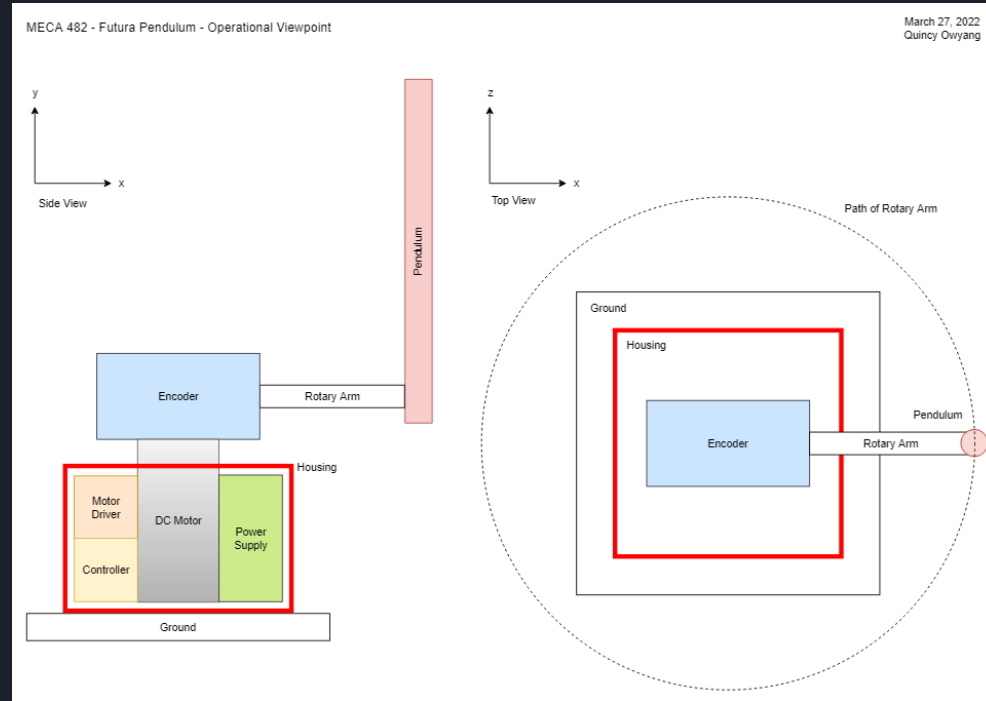 MECA 482 - Futura Pendulum - Operational Viewpoint
March 27, 2022
Quincy Owyang
y
x
Side View
Pendulum
Encoder
Rotary Arm
Housing
Motor
Driver
DC Motor
Power
Supply
Controller
Ground
z
x
Top View
Path of Rotary Arm
Ground
Housing
Pendulum
Encoder
Rotary Arm